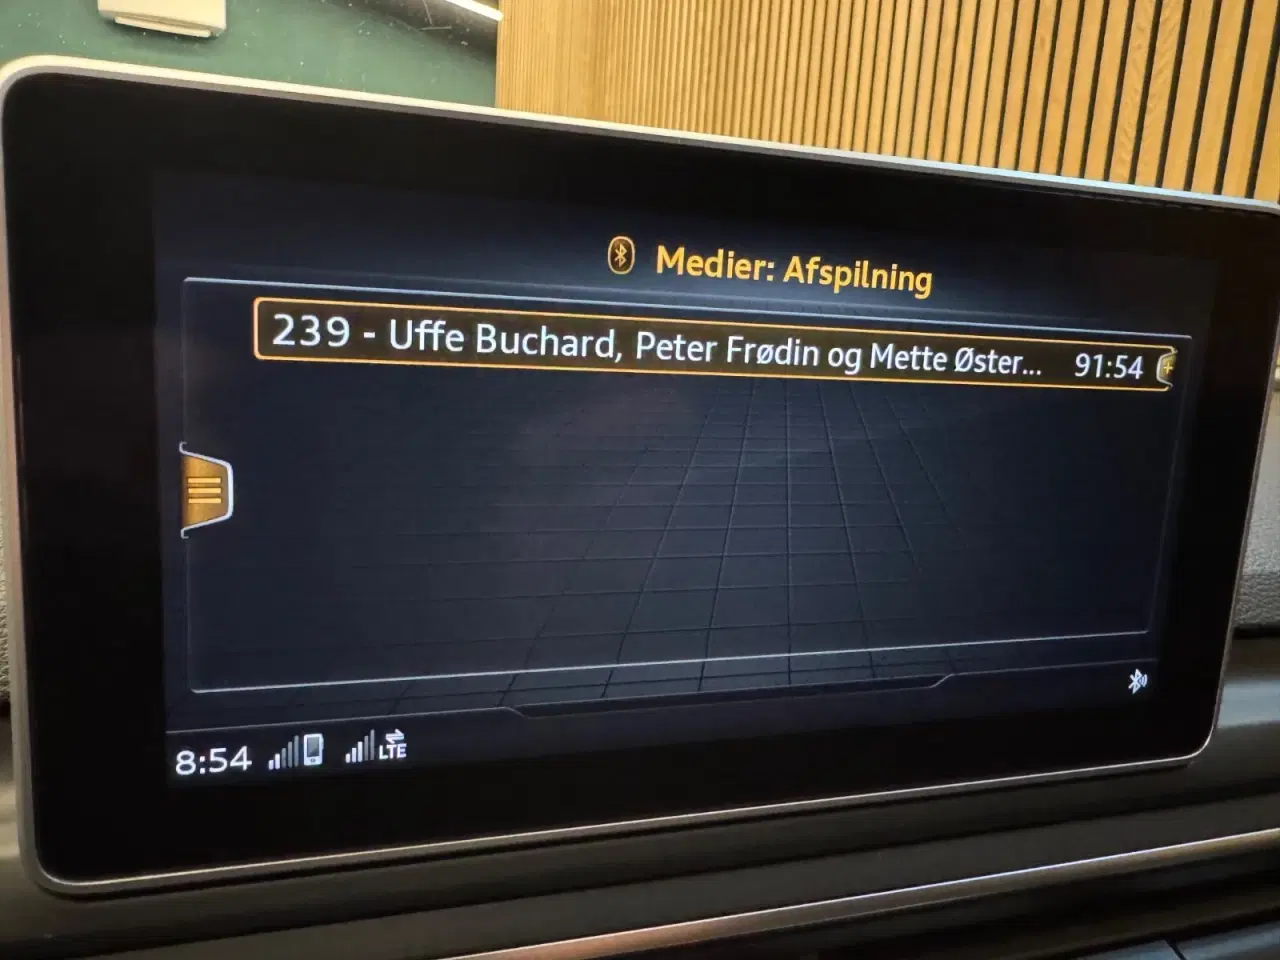 Medier: Afspilning
239 - Uffe Buchard, Peter Frødin og Mette Øster... 91:54
8:54 LTE